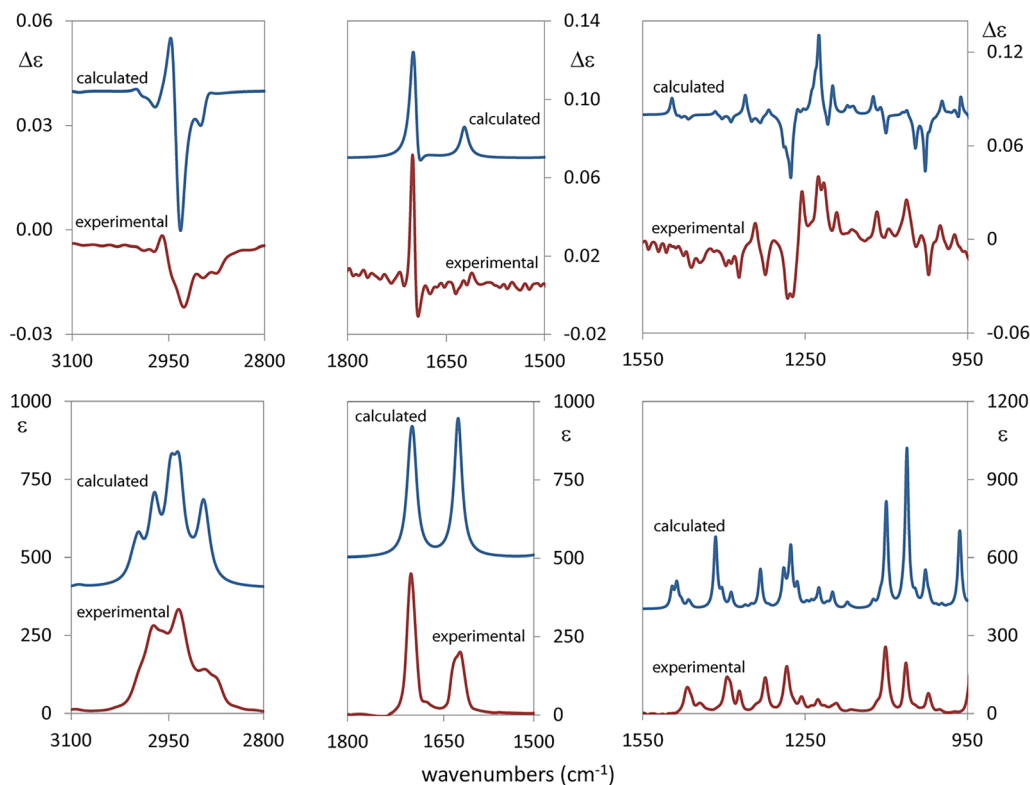 0.06
Δε
0.03
0.00
-0.03
calculated
experimental
3100 2950 2800
0.14
Δε
0.10
0.06
0.02
-0.02
calculated
experimental
1800 1650 1500
Δε
0.12
0.06
0
-0.06
calculated
experimental
1550 1250 950
1000
ε
750
500
250
0
calculated
experimental
3100 2950 2800
1000
ε
750
500
250
0
calculated
experimental
1800 1650 1500
1200
ε
900
600
300
0
calculated
experimental
1550 1250 950
wavenumbers (cm⁻¹)